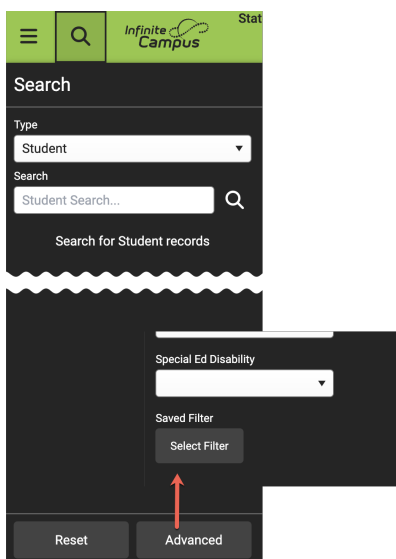 Stat
Infinite
Campus
Search
Type
Student
Search
Student Search...
Search for Student records
Special Ed Disability
Saved Filter
Select Filter
Reset
Advanced